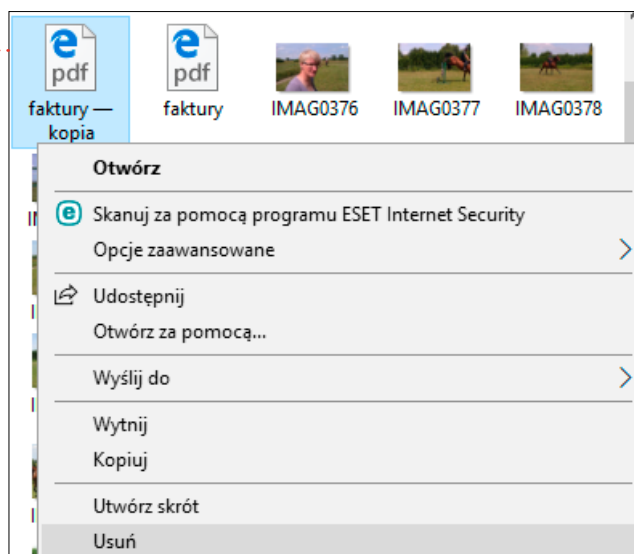 pdf
pdf
faktury —
kopia
faktury
IMAG0376
IMAG0377
IMAG0378
Otwórz
Skanuj za pomocą programu ESET Internet Security
Opcje zaawansowane
Udostępnij
Otwórz za pomocą...
Wyślij do
Wytnij
Kopiuj
Utwórz skrót
Usuń